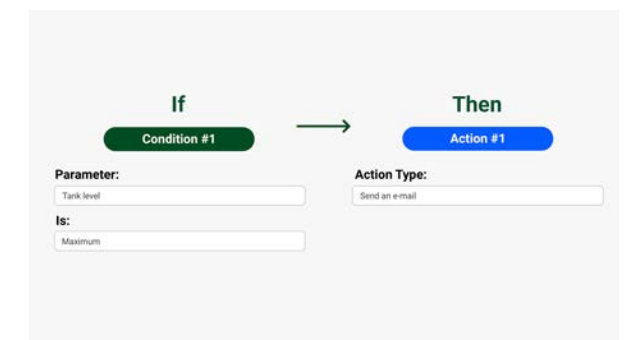 If
Condition #1
Parameter:
Tank level
Is:
Maximum
Then
Action #1
Action Type:
Send an e-mail